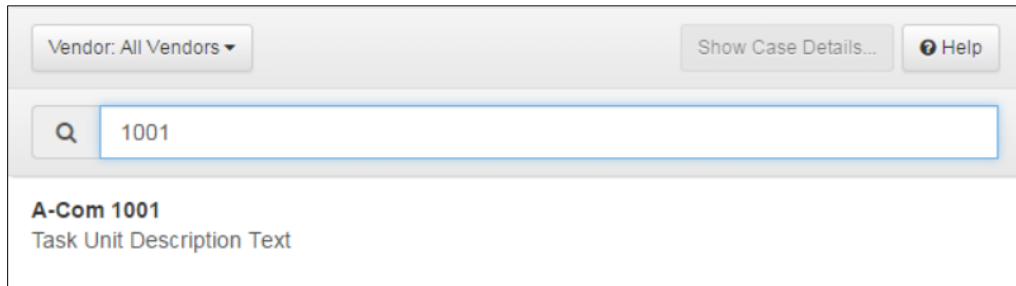 Vendor: All Vendors
Show Case Details...
Help
1001
A-Com 1001
Task Unit Description Text